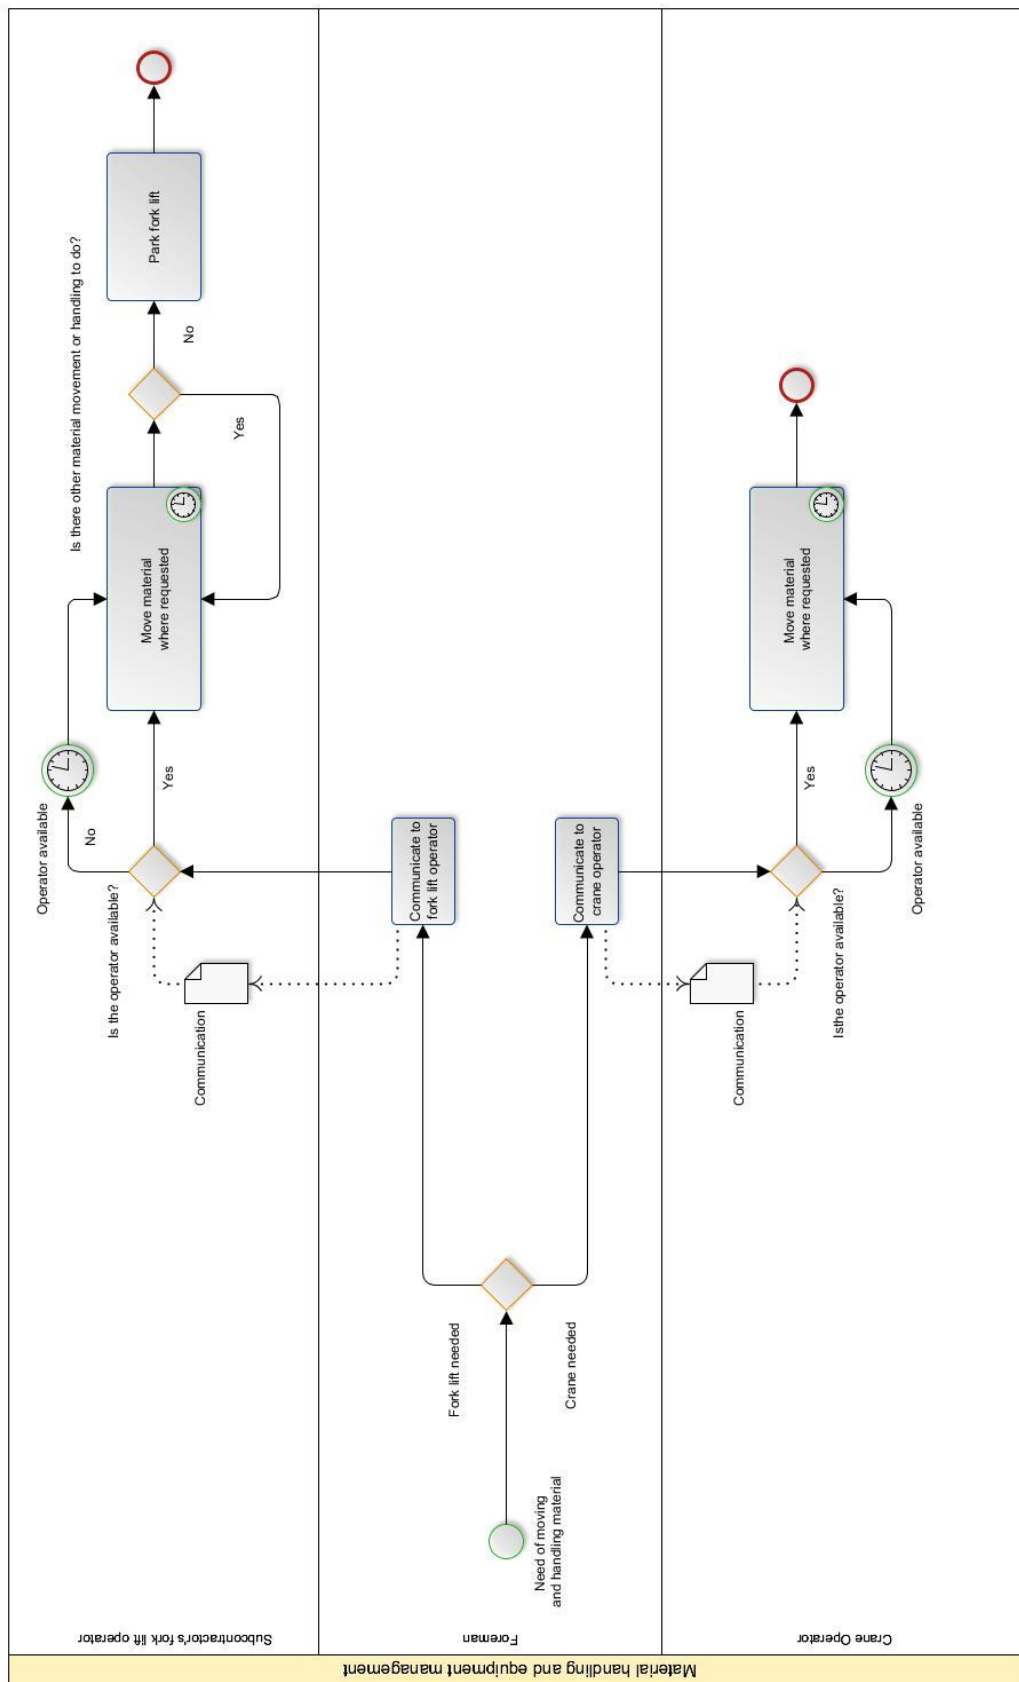 Material handling and equipment management
Subcontractor's fork lift operator
Foreman
Crane Operator
Need of moving
and handling material
Fork lift needed
Crane needed
Communicate to
fork lift operator
Communicate to
crane operator
Communication
Is the operator available?
Operator available
No
Yes
Move material
where requested
Is there other material movement or handling to do?
Yes
No
Park fork lift
Communication
Isthe operator available?
Yes
Operator available
Move material
where requested